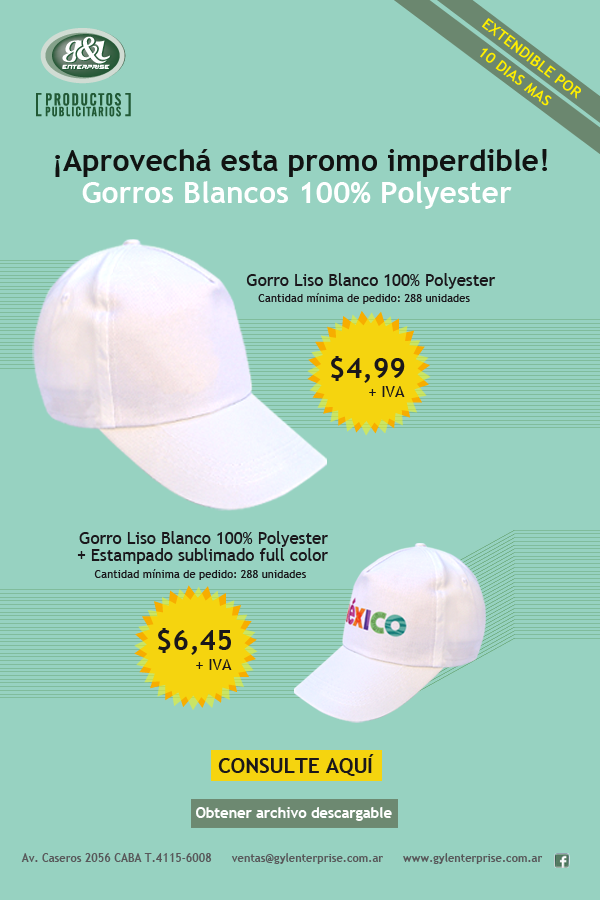 g&l
ENTERPRISE
[PRODUCTOS
PUBLICITARIOS]
EXTENDIBLE POR
10 DIAS MAS
¡Aprovechá esta promo imperdible!
Gorros Blancos 100% Polyester
Gorro Liso Blanco 100% Polyester
Cantidad mínima de pedido: 288 unidades
$4,99
+ IVA
Gorro Liso Blanco 100% Polyester
+ Estampado sublimado full color
Cantidad mínima de pedido: 288 unidades
$6,45
+ IVA
éxico
CONSULTE AQUÍ
Obtener archivo descargable
Av. Caseros 2056 CABA T.4115-6008 ventas@gylenterprise.com.ar www.gylenterprise.com.ar f